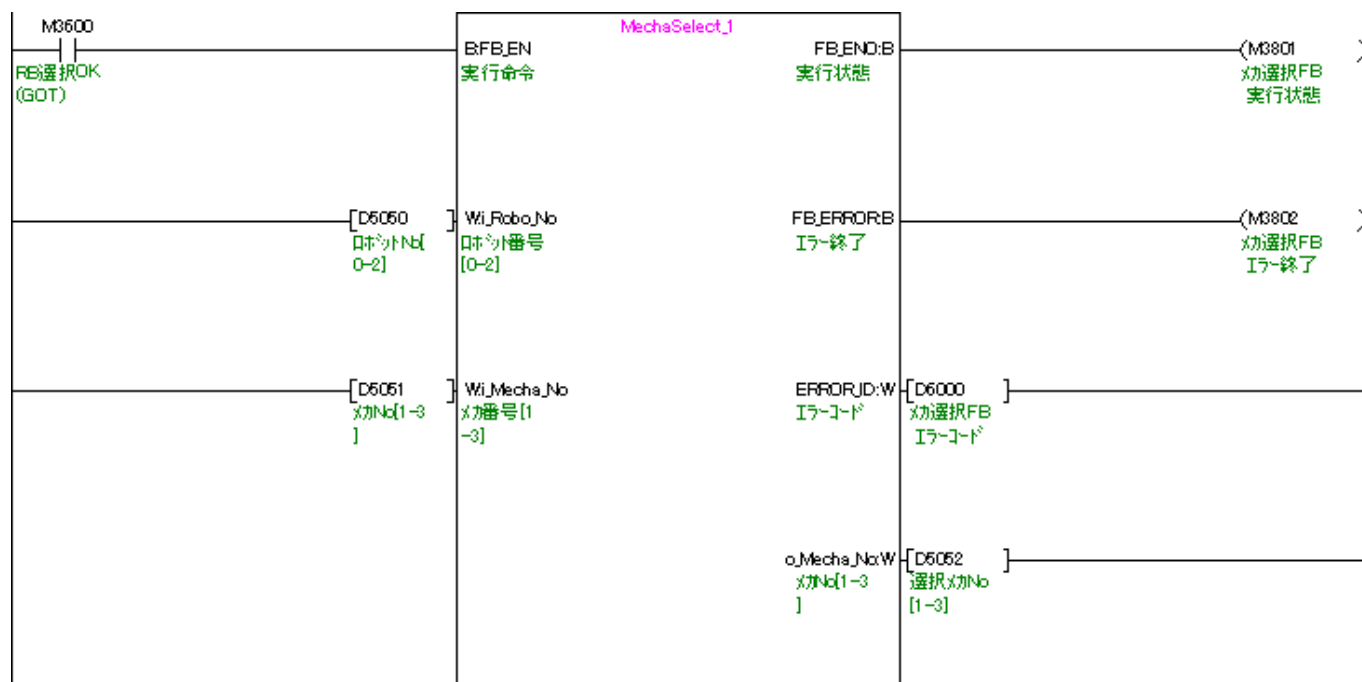 M3600
MechaSelect_1
B:FB_EN
FB_ENO:B
(M3801 )
RB選択OK
(GOT)
実行命令
実行状態
メカ選択FB
実行状態
[D5050 ]
W:i_Robo_No
FB_ERROR:B
(M3802 )
ロボットNo[
0-2]
ロボット番号
[0-2]
エラー終了
メカ選択FB
エラー終了
[D5051 ]
W:i_Mecha_No
ERROR_ID:W
[D6000 ]
メカNo[1-3
]
メカ番号[1
-3]
エラーコード
メカ選択FB
エラーコード
o_Mecha_No:W
[D5052 ]
メカNo[1-3
]
選択メカNo
[1-3]